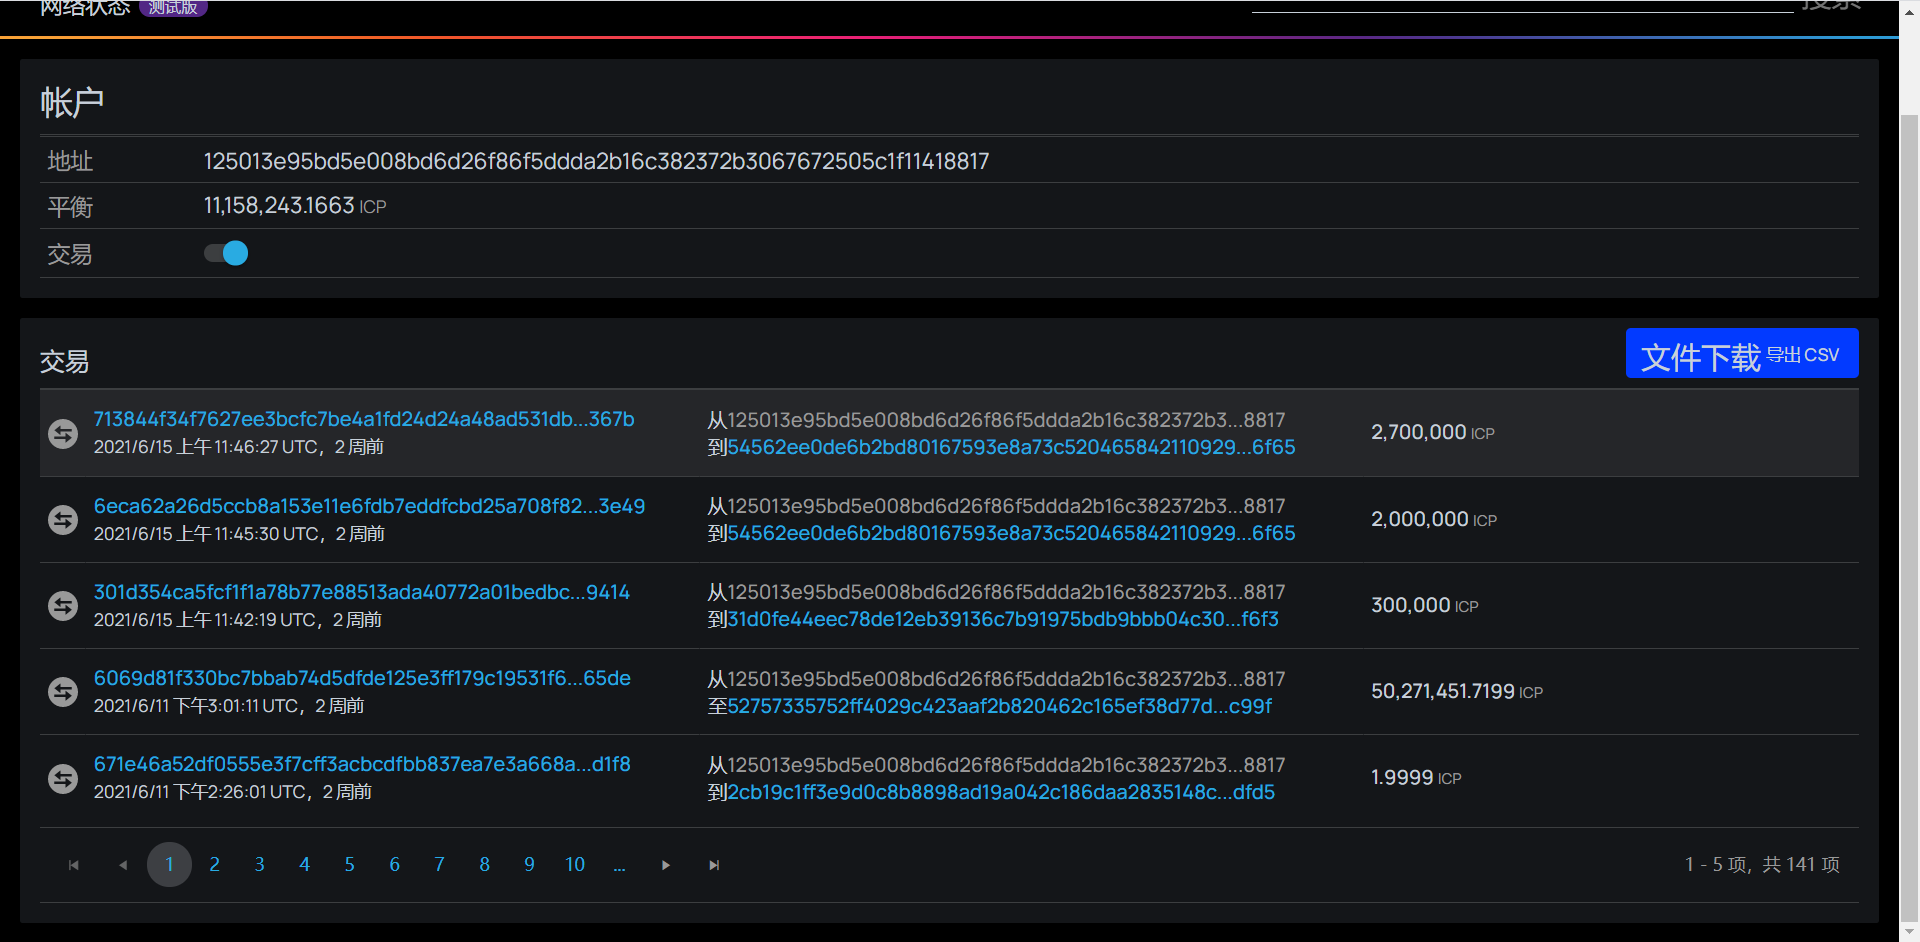 网络状态 测试版 搜索
帐户
地址 125013e95bd5e008bd6d26f86f5ddda2b16c382372b3067672505c1f11418817
平衡 11,158,243.1663 ICP
交易
交易 文件下载 导出 CSV
713844f34f7627ee3bcfc7be4a1fd24d24a48ad531db...367b
2021/6/15 上午 11:46:27 UTC，2 周前
从125013e95bd5e008bd6d26f86f5ddda2b16c382372b3...8817
到54562ee0de6b2bd80167593e8a73c520465842110929...6f65
2,700,000 ICP
6eca62a26d5ccb8a153e11e6fdb7eddfcbd25a708f82...3e49
2021/6/15 上午 11:45:30 UTC，2 周前
从125013e95bd5e008bd6d26f86f5ddda2b16c382372b3...8817
到54562ee0de6b2bd80167593e8a73c520465842110929...6f65
2,000,000 ICP
301d354ca5fcf1f1a78b77e88513ada40772a01bedbc...9414
2021/6/15 上午 11:42:19 UTC，2 周前
从125013e95bd5e008bd6d26f86f5ddda2b16c382372b3...8817
到31d0fe44eec78de12eb39136c7b91975bdb9bbb04c30...f6f3
300,000 ICP
6069d81f330bc7bbab74d5dfde125e3ff179c19531f6...65de
2021/6/11 下午3:01:11 UTC，2 周前
从125013e95bd5e008bd6d26f86f5ddda2b16c382372b3...8817
至52757335752ff4029c423aaf2b820462c165ef38d77d...c99f
50,271,451.7199 ICP
671e46a52df0555e3f7cff3acbcdfbb837ea7e3a668a...d1f8
2021/6/11 下午2:26:01 UTC，2 周前
从125013e95bd5e008bd6d26f86f5ddda2b16c382372b3...8817
到2cb19c1ff3e9d0c8b8898ad19a042c186daa2835148c...dfd5
1.9999 ICP
1 2 3 4 5 6 7 8 9 10 ... 1 - 5 项，共 141 项